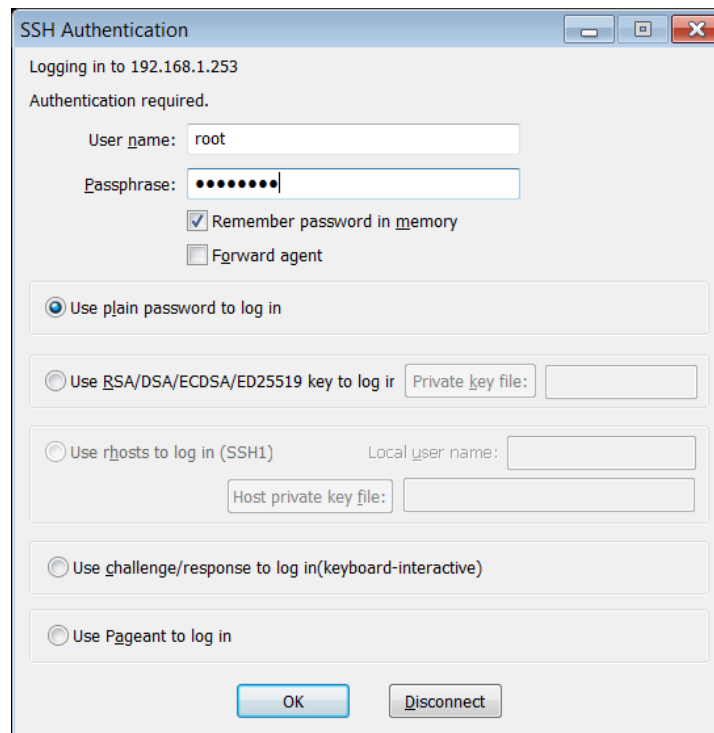 SSH Authentication
Logging in to 192.168.1.253
Authentication required.
User name: root
Passphrase: ●●●●●●●●
Remember password in memory
Forward agent
Use plain password to log in
Use RSA/DSA/ECDSA/ED25519 key to log in Private key file:
Use rhosts to log in (SSH1) Local user name:
Host private key file:
Use challenge/response to log in(keyboard-interactive)
Use Pageant to log in
OK Disconnect